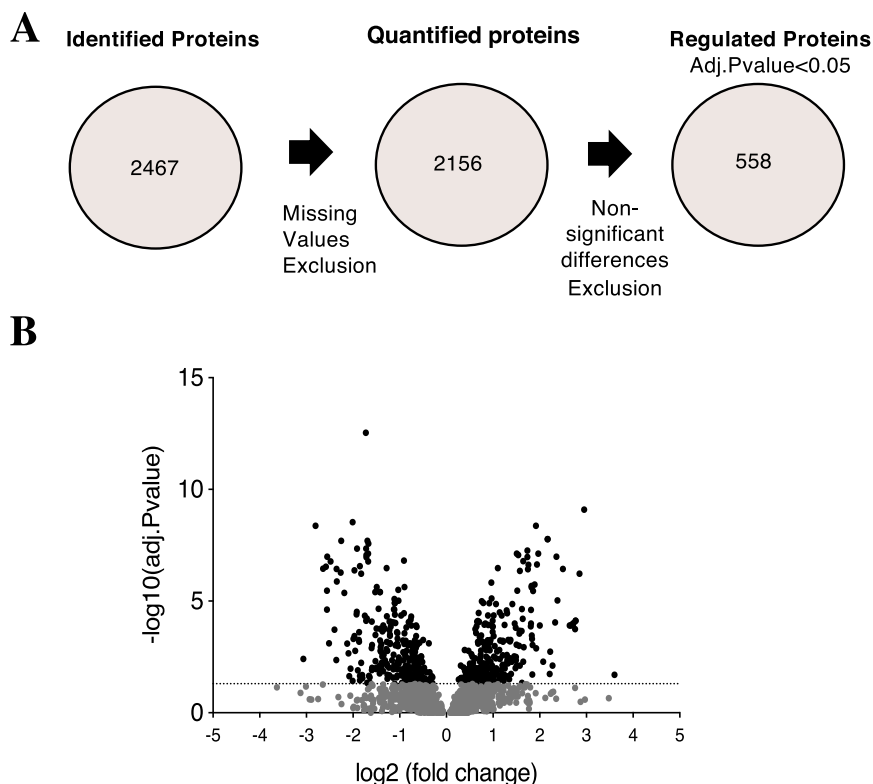 A
Identified Proteins
Quantified proteins
Regulated Proteins
Adj.Pvalue<0.05
2467
2156
558
Missing
Values
Exclusion
Non-
significant
differences
Exclusion
B
15
10
5
0
-log10(adj.Pvalue)
-5 -4 -3 -2 -1 0 1 2 3 4 5
log2 (fold change)